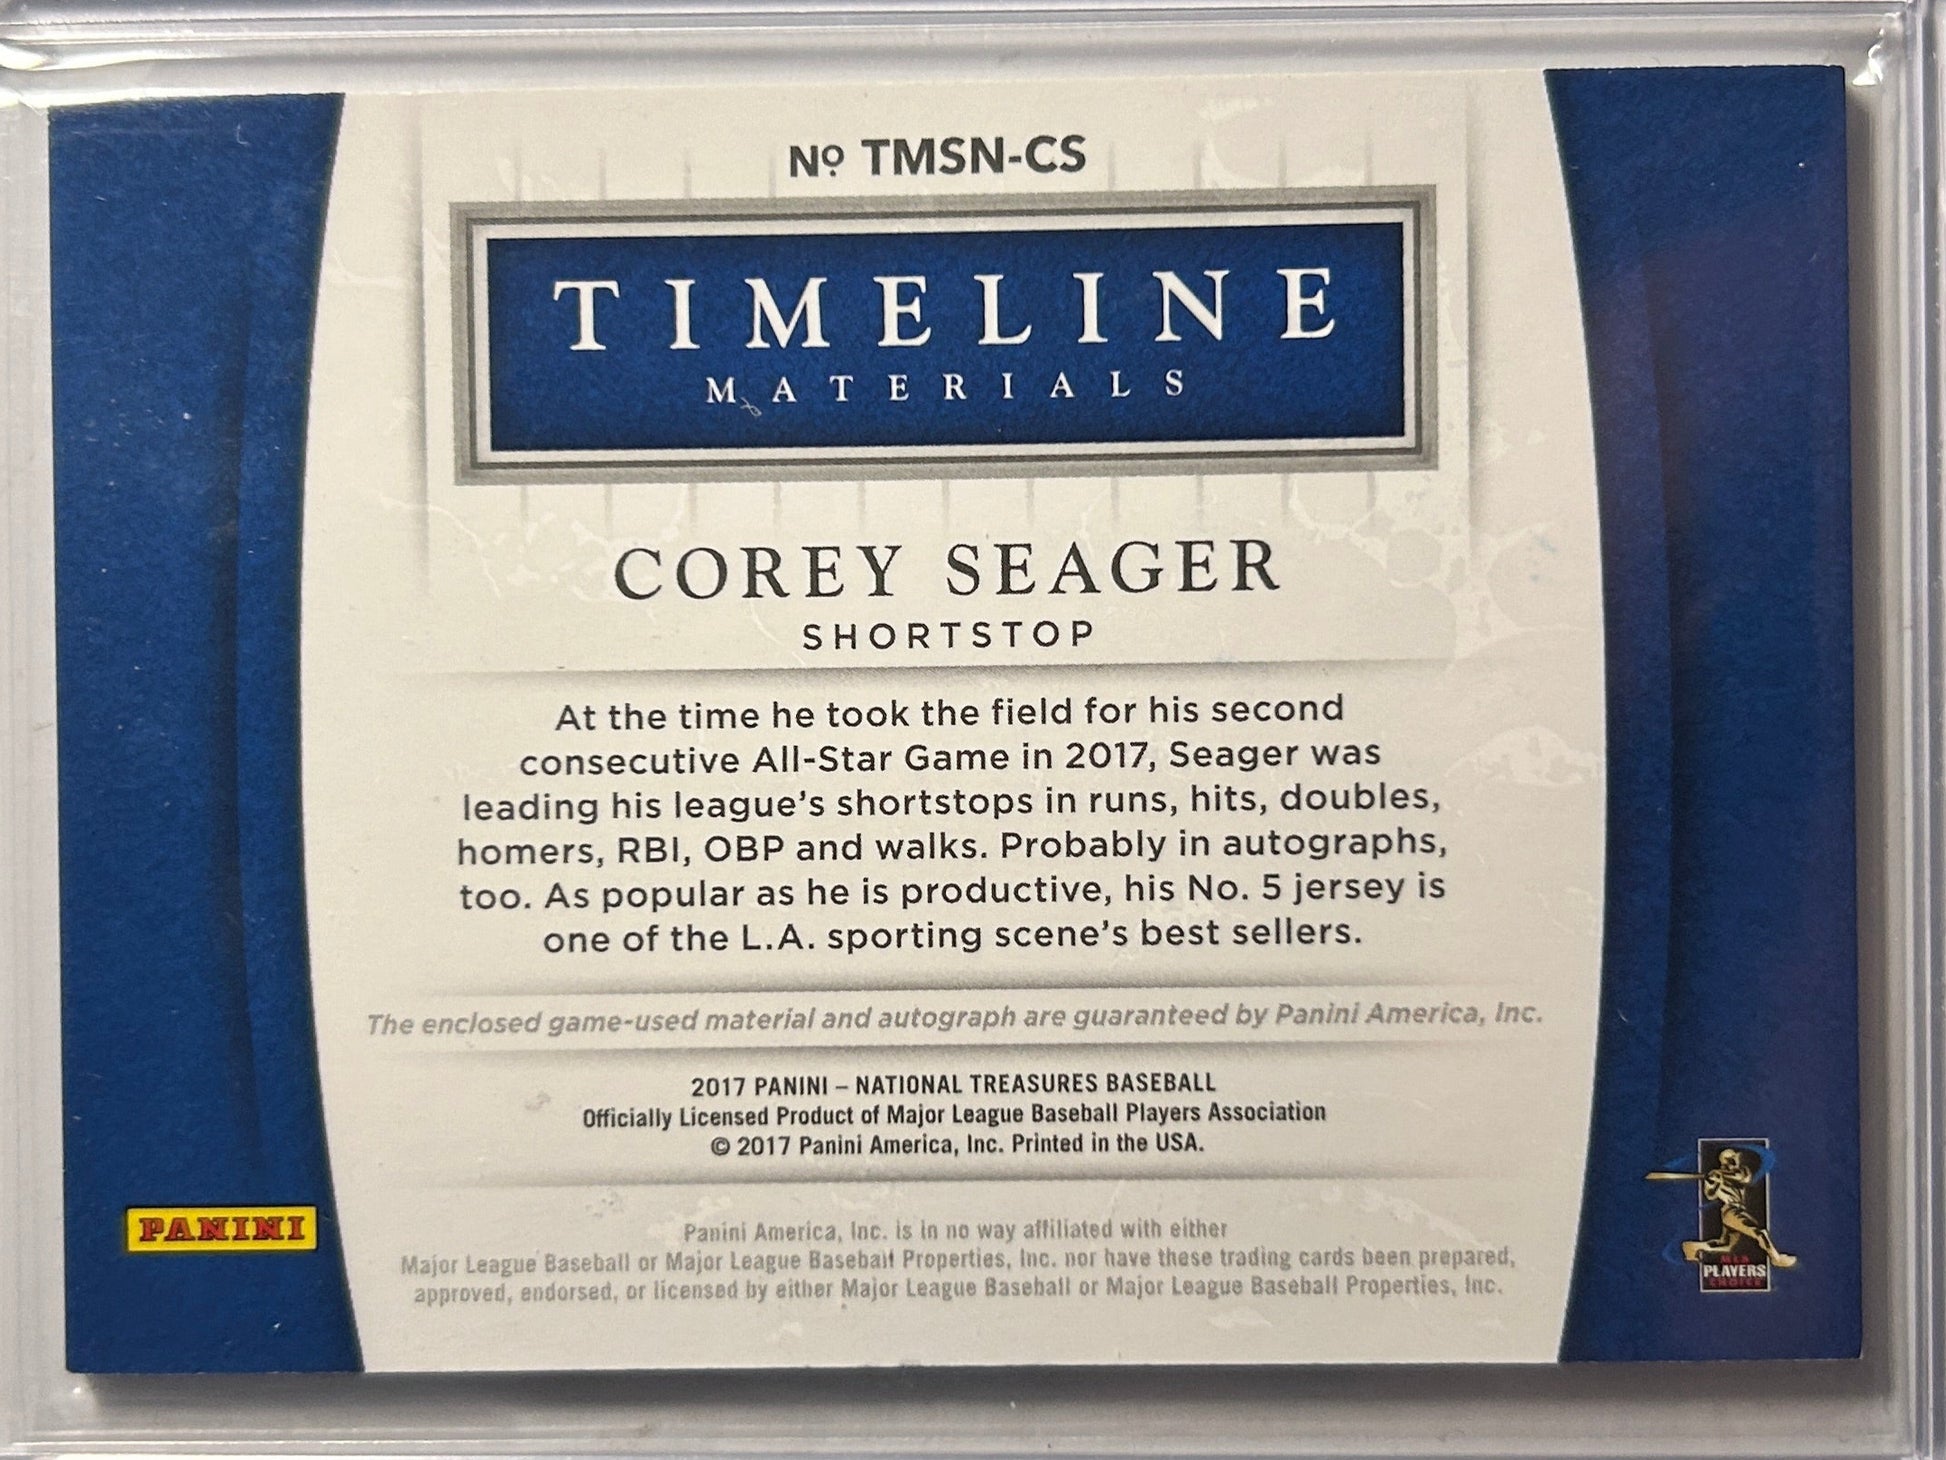 Nº TMSN-CS
TIMELINE
MATERIALS
COREY SEAGER
SHORTSTOP
At the time he took the field for his second
consecutive All-Star Game in 2017, Seager was
leading his league's shortstops in runs, hits, doubles,
homers, RBI, OBP and walks. Probably in autographs,
too. As popular as he is productive, his No. 5 jersey is
one of the L.A. sporting scene's best sellers.
The enclosed game-used material and autograph are guaranteed by Panini America, Inc.
2017 PANINI – NATIONAL TREASURES BASEBALL
Officially Licensed Product of Major League Baseball Players Association
© 2017 Panini America, Inc. Printed in the USA.
PANINI
Panini America, Inc. is in no way affiliated with either
Major League Baseball or Major League Baseball Properties, Inc. nor have these trading cards been prepared,
approved, endorsed, or licensed by either Major League Baseball or Major League Baseball Properties, Inc.
MLB
PLAYERS
CHOICE